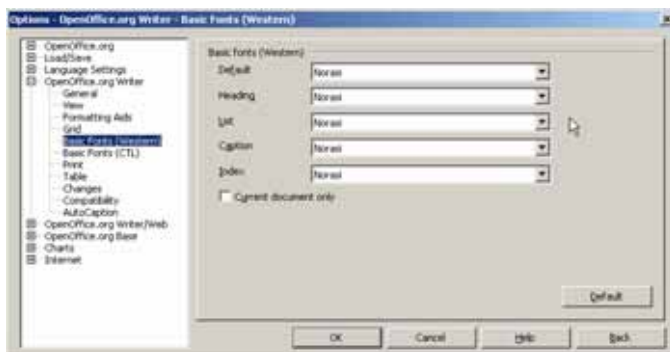 Options - OpenOffice.org Writer - Basic Fonts (Western)
OpenOffice.org
Load/Save
Language Settings
OpenOffice.org Writer
General
View
Formatting Aids
Grid
Basic Fonts (Western)
Basic Fonts (CTL)
Print
Table
Changes
Compatibility
AutoCaption
OpenOffice.org Writer/Web
OpenOffice.org Base
Charts
Internet
Basic fonts (Western)
Default Norasi
Heading Norasi
List Norasi
Caption Norasi
Index Norasi
Current document only
Default
OK Cancel Help Back